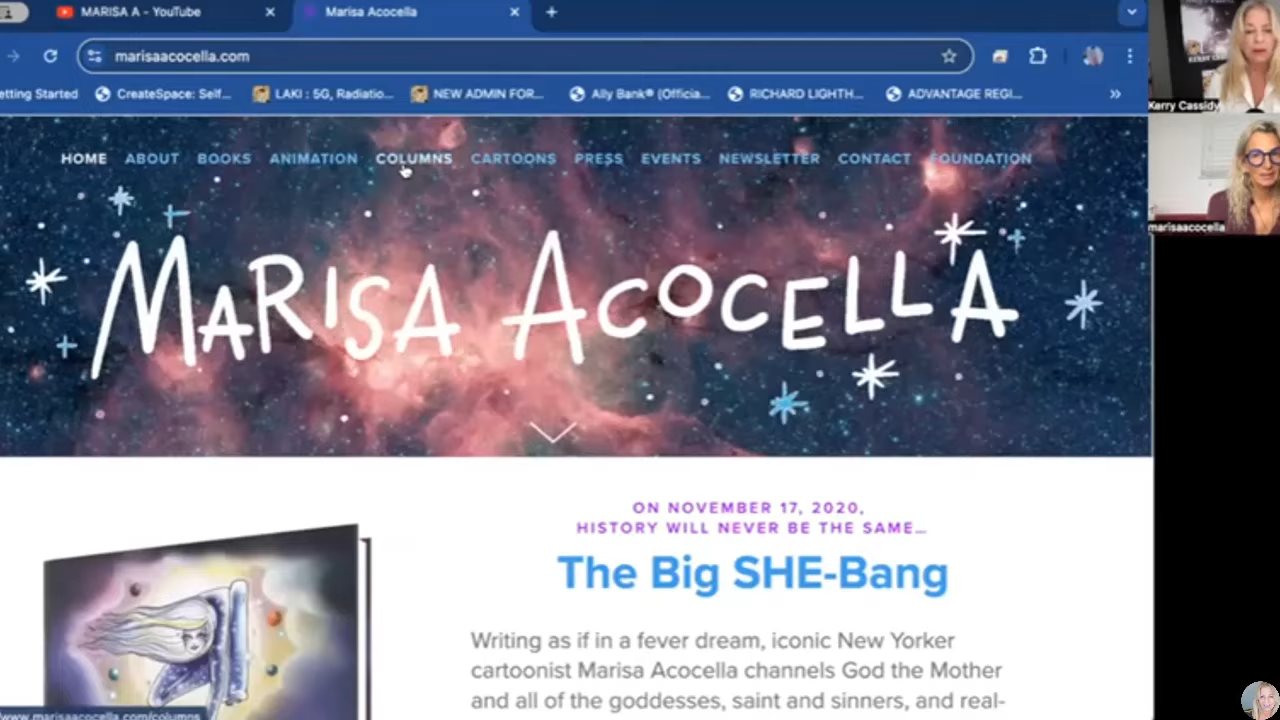 MARISA A - YouTube
Marisa Acocella
marisaacocella.com
etting Started
CreateSpace: Self...
LAKI : 5G, Radiatio...
NEW ADMIN FOR...
Ally Bank® (Officia...
RICHARD LIGHTH...
ADVANTAGE REGI...
Kerry Cassidy
HOME ABOUT BOOKS ANIMATION COLUMNS CARTOONS PRESS EVENTS NEWSLETTER CONTACT FOUNDATION
marisaacocella
MARISA ACOCELLA
ON NOVEMBER 17, 2020,
HISTORY WILL NEVER BE THE SAME...
The Big SHE-Bang
Writing as if in a fever dream, iconic New Yorker
cartoonist Marisa Acocella channels God the Mother
and all of the goddesses, saint and sinners, and real-
www.marisaacocella.com/columns